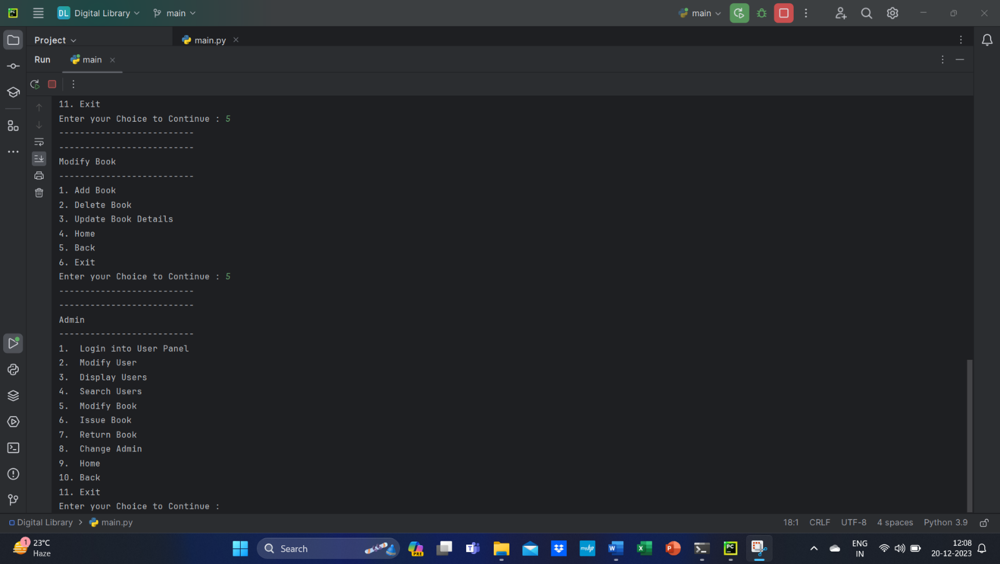 DL Digital Library main
main
Project
main.py
Run main
11. Exit
Enter your Choice to Continue : 5
--------------------------
--------------------------
Modify Book
--------------------------
1. Add Book
2. Delete Book
3. Update Book Details
4. Home
5. Back
6. Exit
Enter your Choice to Continue : 5
--------------------------
--------------------------
Admin
--------------------------
1.  Login into User Panel
2.  Modify User
3.  Display Users
4.  Search Users
5.  Modify Book
6.  Issue Book
7.  Return Book
8.  Change Admin
9.  Home
10. Back
11. Exit
Enter your Choice to Continue :
Digital Library > main.py 18:1 CRLF UTF-8 4 spaces Python 3.9
1 23°C
Haze
Search
PRE
ENG
IN
12:08
20-12-2023